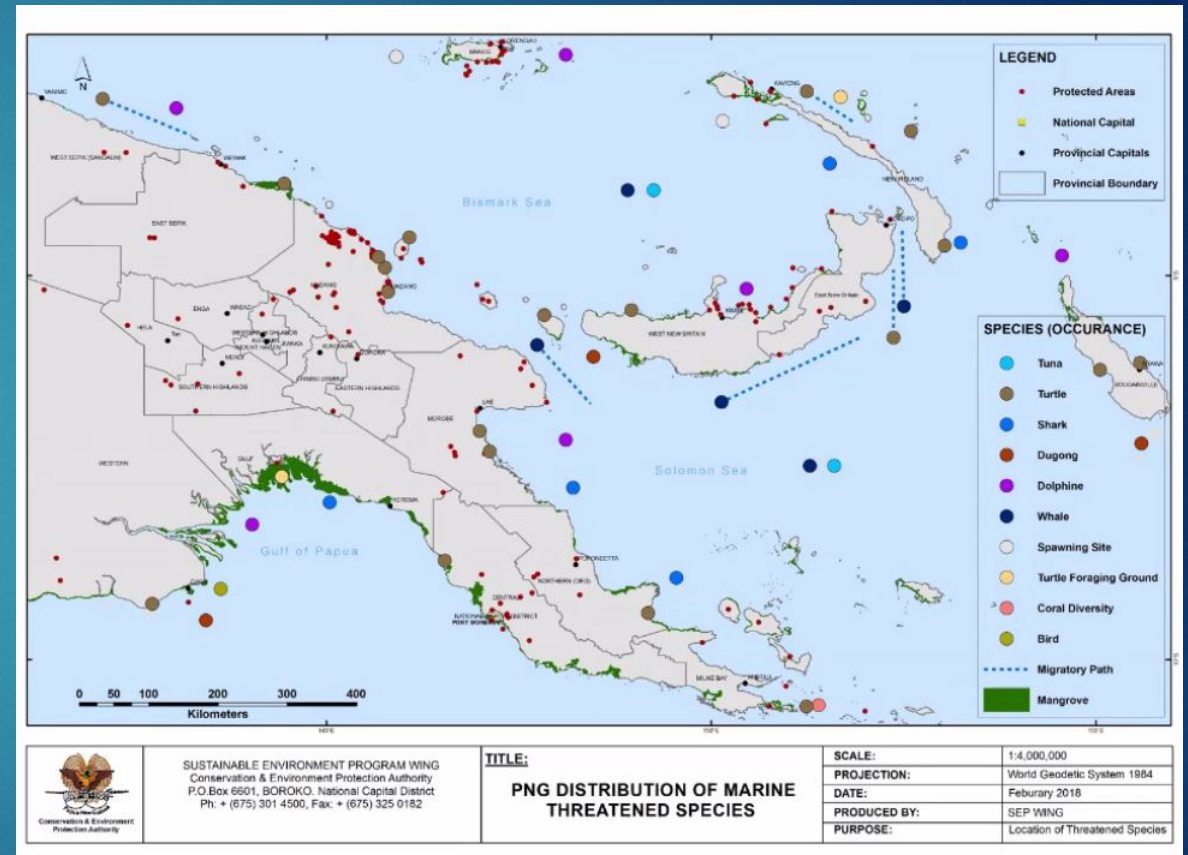 N
LEGEND
Protected Areas
National Capital
Provincial Capitals
Provincial Boundary
SPECIES (OCCURANCE)
Tuna
Turtle
Shark
Dugong
Dolphine
Whale
Spawning Site
Turtle Foraging Ground
Coral Diversity
Bird
Migratory Path
Mangrove
VANIMO
WEST SEPIK (SANDAUN)
WEWAK
EAST SEPIK
MANUS
KAVIENG
NEW IRELAND
Bismark Sea
East New Britain
WEST NEW BRITAIN
MADANG
ENGA
WABAG
HELA
Tari
MENDI
SOUTHERN HIGHLANDS
KUNDIAWA
GOROKA
EASTERN HIGHLANDS
MOROBE
LAE
BOUGAINVILLE
WESTERN
GULF
KEREMA
Gulf of Papua
Solomon Sea
POPONDETTA
NORTHERN (ORO)
CENTRAL
DISTRICT
MILNE BAY
0 50 100 200 300 400
Kilometers
Conservation & Environment
Protection Authority
SUSTAINABLE ENVIRONMENT PROGRAM WING
Conservation & Environment Protection Authority
P.O.Box 6601, BOROKO. National Capital District
Ph: + (675) 301 4500, Fax: + (675) 325 0182
TITLE:
PNG DISTRIBUTION OF MARINE
THREATENED SPECIES
SCALE: 1:4,000,000
PROJECTION: World Geodetic System 1984
DATE: Feburary 2018
PRODUCED BY: SEP WING
PURPOSE: Location of Threatened Species